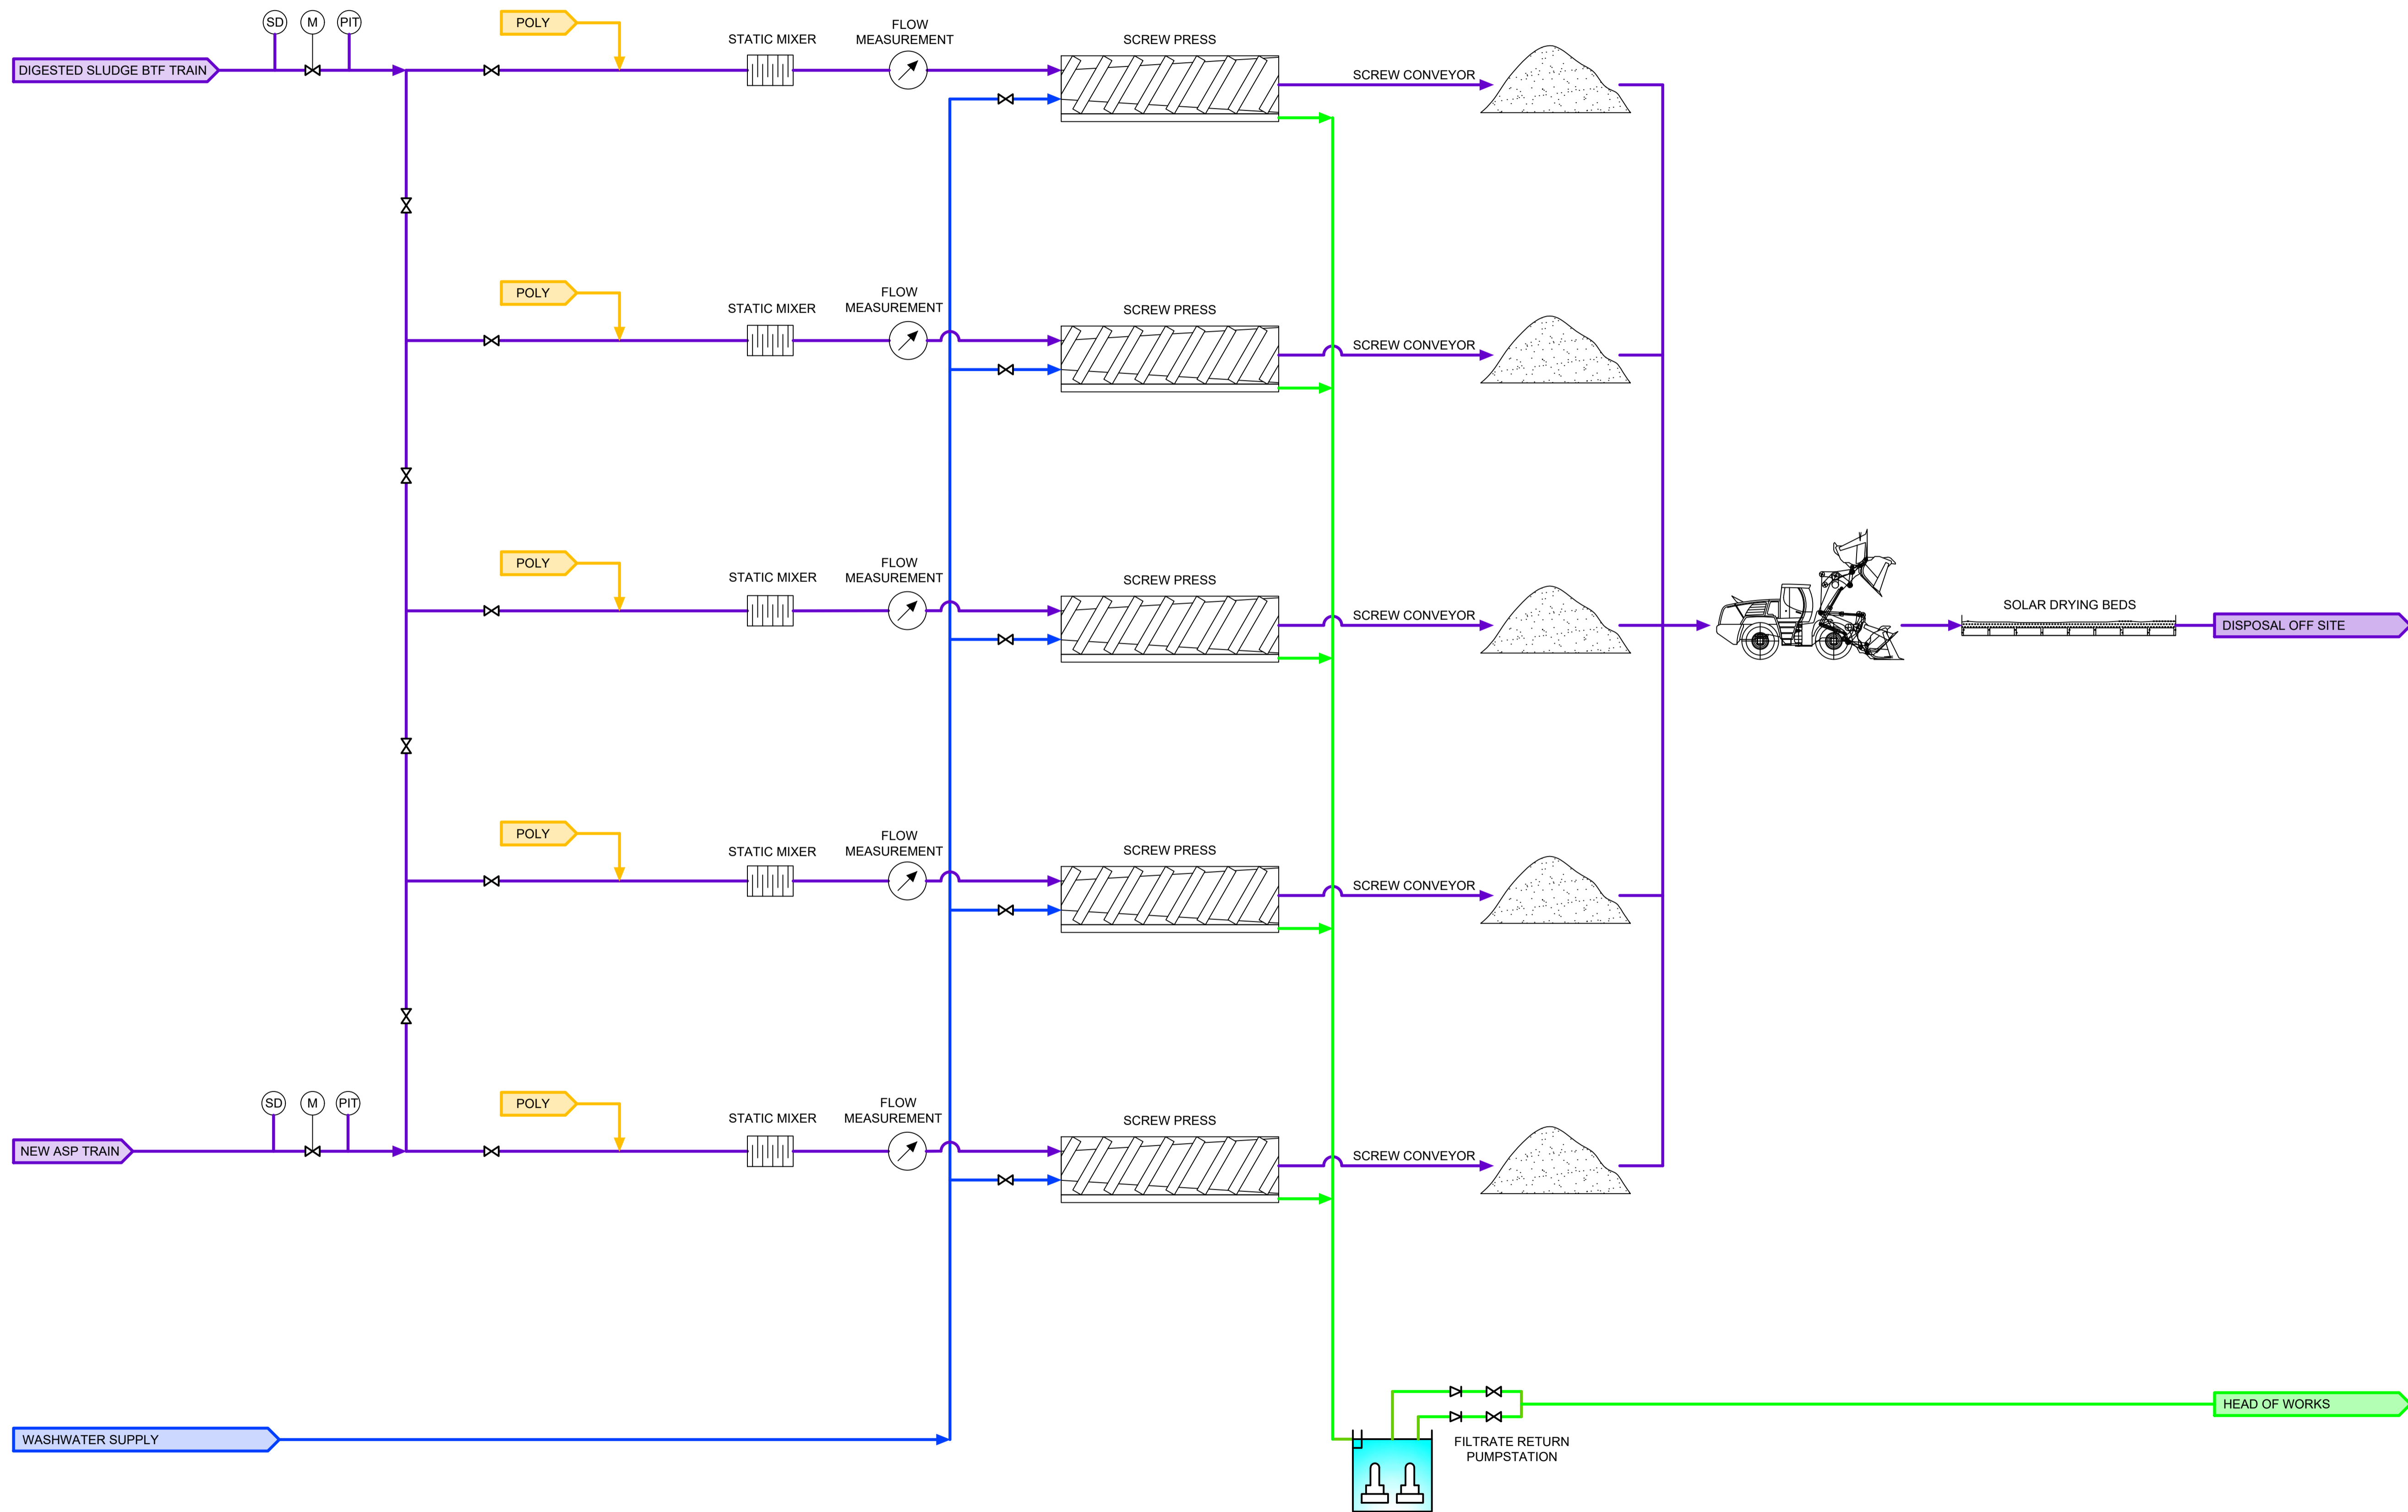 SD
M
PIT
POLY
FLOW
MEASUREMENT
STATIC MIXER
SCREW PRESS
DIGESTED SLUDGE BTF TRAIN
SCREW CONVEYOR
POLY
FLOW
MEASUREMENT
STATIC MIXER
SCREW PRESS
SCREW CONVEYOR
POLY
FLOW
MEASUREMENT
STATIC MIXER
SCREW PRESS
SCREW CONVEYOR
SOLAR DRYING BEDS
DISPOSAL OFF SITE
POLY
FLOW
MEASUREMENT
STATIC MIXER
SCREW PRESS
SCREW CONVEYOR
SD
M
PIT
POLY
FLOW
MEASUREMENT
STATIC MIXER
SCREW PRESS
NEW ASP TRAIN
SCREW CONVEYOR
HEAD OF WORKS
WASHWATER SUPPLY
FILTRATE RETURN
PUMPSTATION